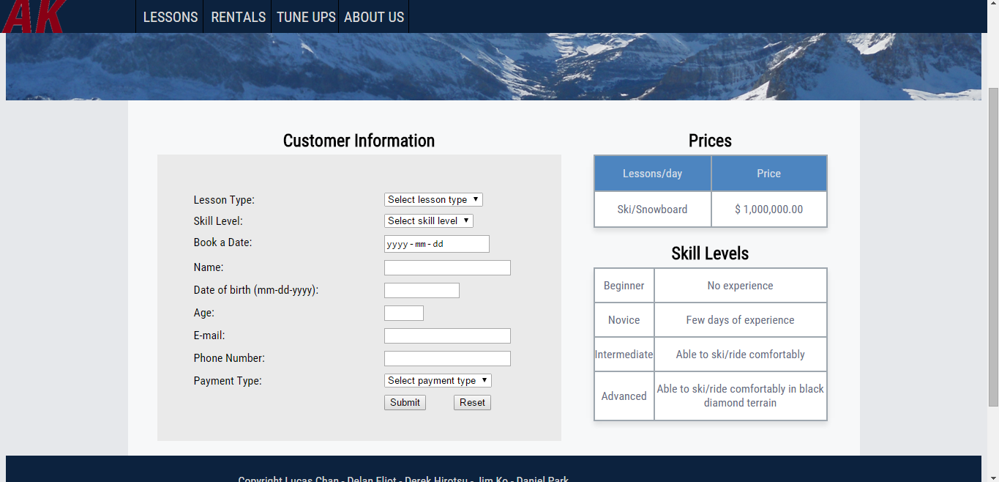 AK
LESSONS RENTALS TUNE UPS ABOUT US
Customer Information
Lesson Type: Select lesson type
Skill Level: Select skill level
Book a Date: yyyy-mm-dd
Name:
Date of birth (mm-dd-yyyy):
Age:
E-mail:
Phone Number:
Payment Type: Select payment type
Submit Reset
Prices
Lessons/day Price
Ski/Snowboard $ 1,000,000.00
Skill Levels
Beginner No experience
Novice Few days of experience
Intermediate Able to ski/ride comfortably
Advanced Able to ski/ride comfortably in black
diamond terrain
Copyright Lucas Chan - Delan Eliot - Derek Hirotsu - Jim Ko - Daniel Park